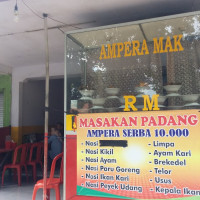 AMPERA MAK
R M
MASAKAN PADANG
AMPERA SERBA 10.000
- Nasi
- Nasi Kikil
- Nasi Ayam
- Nasi Paru Goreng
- Nasi Ikan Kari
- Nasi Peyek Udang
- Limpa
- Ayam Kari
- Brekedel
- Telor
- Usus
- Kepala Ikan